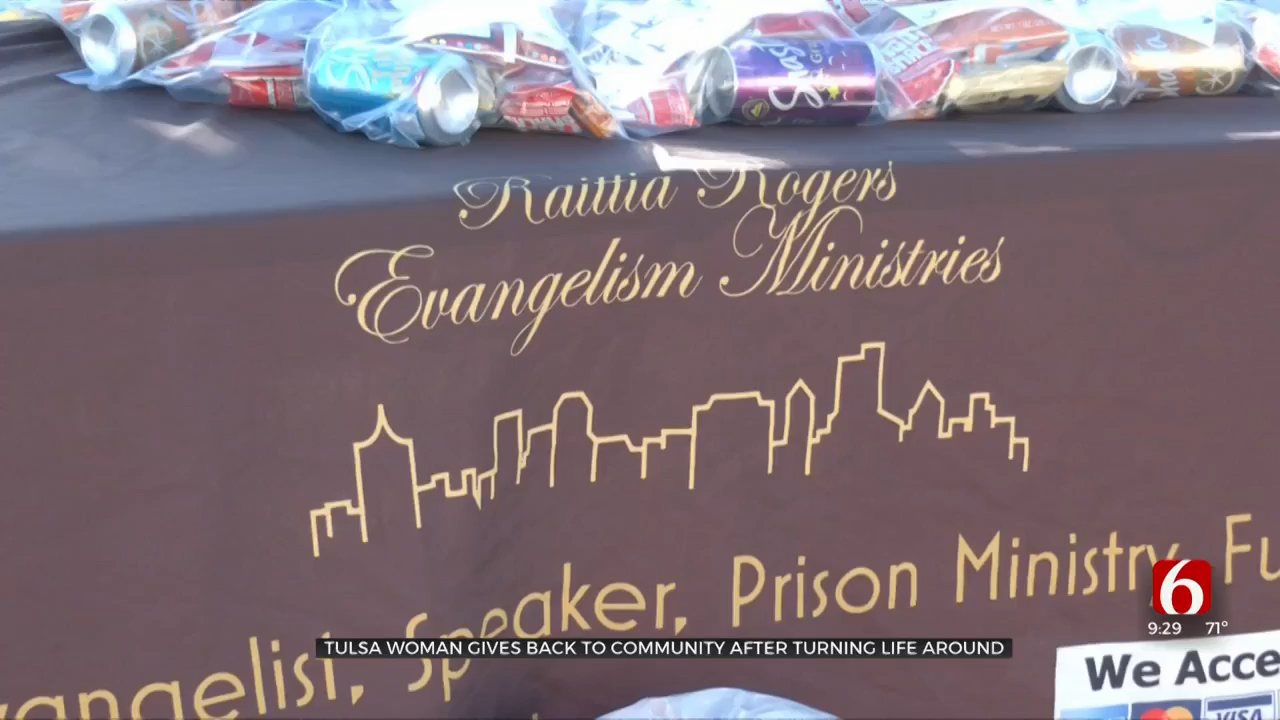 Raittia Rogers
Evangelism Ministries
vangelist, Speaker, Prison Ministry, Fu
6
9:29 71°
TULSA WOMAN GIVES BACK TO COMMUNITY AFTER TURNING LIFE AROUND
We Acce
VISA